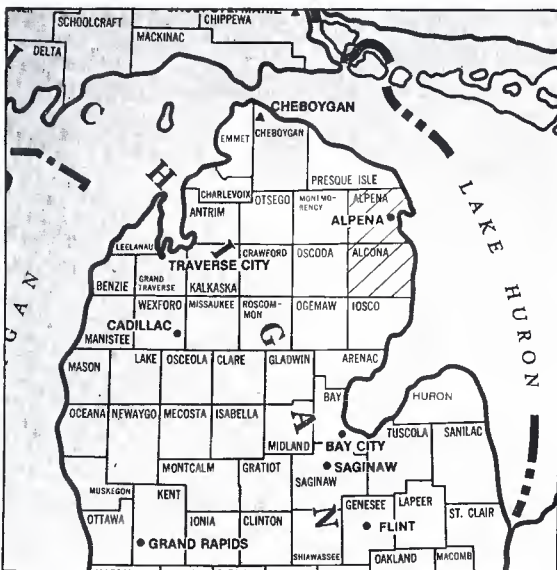 SCHOOLCRAFT
CHIPPEWA
DELTA
MACKINAC
I
C
H
I
G
A
N
GAN
CHEBOYGAN
EMMET
CHEBOYGAN
PRESQUE ISLE
CHARLEVOIX
ANTRIM
OTSEGO
MONTMO-
RENCY
ALPENA
ALPENA
LAKE HURON
LEELANAU
TRAVERSE CITY
CRAWFORD
OSCODA
ALCONA
BENZIE
GRAND
TRAVERSE
KALKASKA
WEXFORD
MISSAUKEE
ROSCOM-
MON
OGEMAW
IOSCO
CADILLAC
MANISTEE
MASON
LAKE
OSCEOLA
CLARE
GLADWIN
ARENAC
BAY
HURON
OCEANA
NEWAYGO
MECOSTA
ISABELLA
MIDLAND
BAY CITY
TUSCOLA
SANILAC
MONTCALM
GRATIOT
SAGINAW
SAGINAW
MUSKEGON
KENT
GENESEE
LAPEER
ST. CLAIR
OTTAWA
IONIA
CLINTON
FLINT
GRAND RAPIDS
SHIAWASSEE
OAKLAND
MACOMB